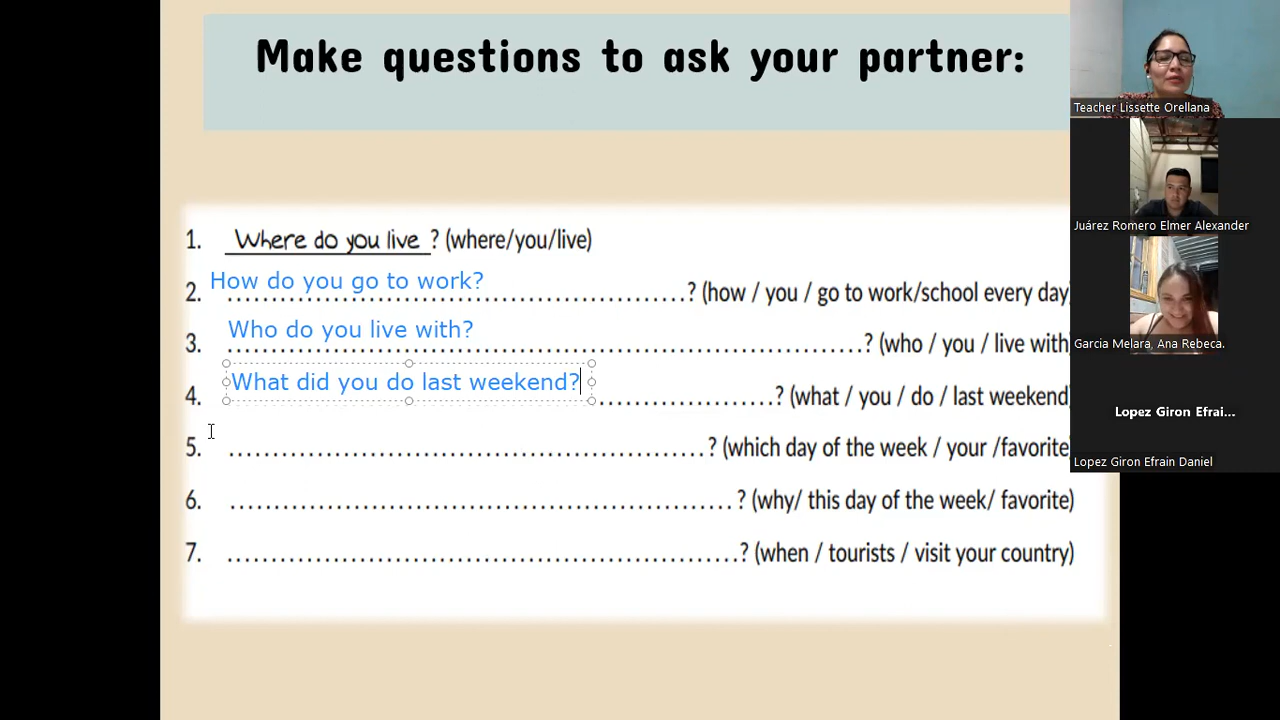 Make questions to ask your partner:
Teacher Lissette Orellana
Juárez Romero Elmer Alexander
Garcia Melara, Ana Rebeca.
Lopez Giron Efrai...
Lopez Giron Efrain Daniel
1. Where do you live ? (where/you/live)
How do you go to work?
2. ........................................................? (how / you / go to work/school every day
Who do you live with?
3. ........................................................? (who / you / live with
What did you do last weekend?
4. ....................? (what / you / do / last weekend
5. ........................................................? (which day of the week / your /favorite
6. ........................................................? (why/ this day of the week/ favorite)
7. ........................................................? (when / tourists / visit your country)